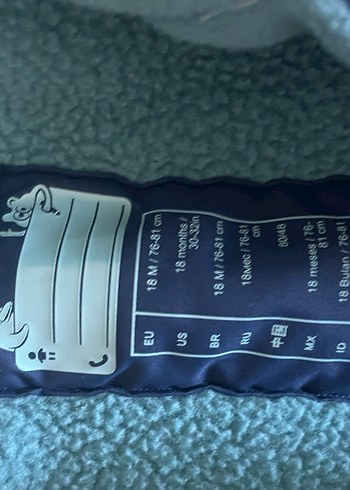 EU 18 M / 76-81 cm
US 18 months / 30-32in
BR 18 M / 76-81 cm
RU 18Mec / 76-81 cm
中国 80/48
MX 18 meses / 76-81 cm
ID 18 Bulan / 76-81